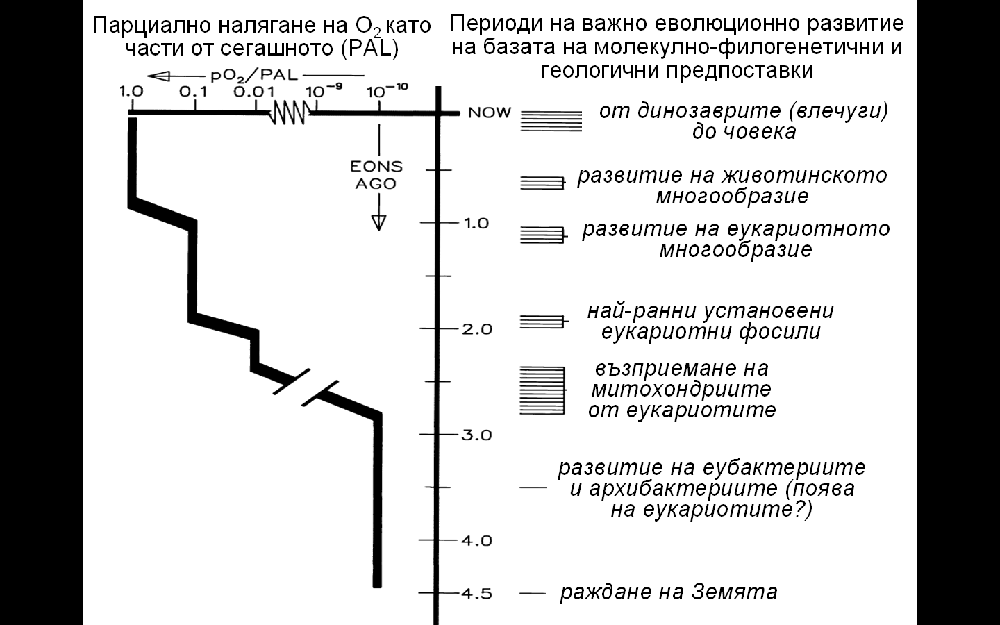 Парциално налягане на O2 като
части от сегашното (PAL)
Периоди на важно еволюционно развитие
на базата на молекулно-филогенетични и
геологични предпоставки
pO2/PAL
1.0 0.1 0.01 10⁻⁹ 10⁻¹⁰
NOW
EONS
AGO
1.0
2.0
3.0
4.0
4.5
от динозаврите (влечуги)
до човека
развитие на животинското
многообразие
развитие на еукариотното
многообразие
най-ранни установени
еукариотни фосили
възприемане на
митохондриите
от еукариотите
развитие на еубактериите
и архибактериите (поява
на еукариотите?)
раждане на Земята